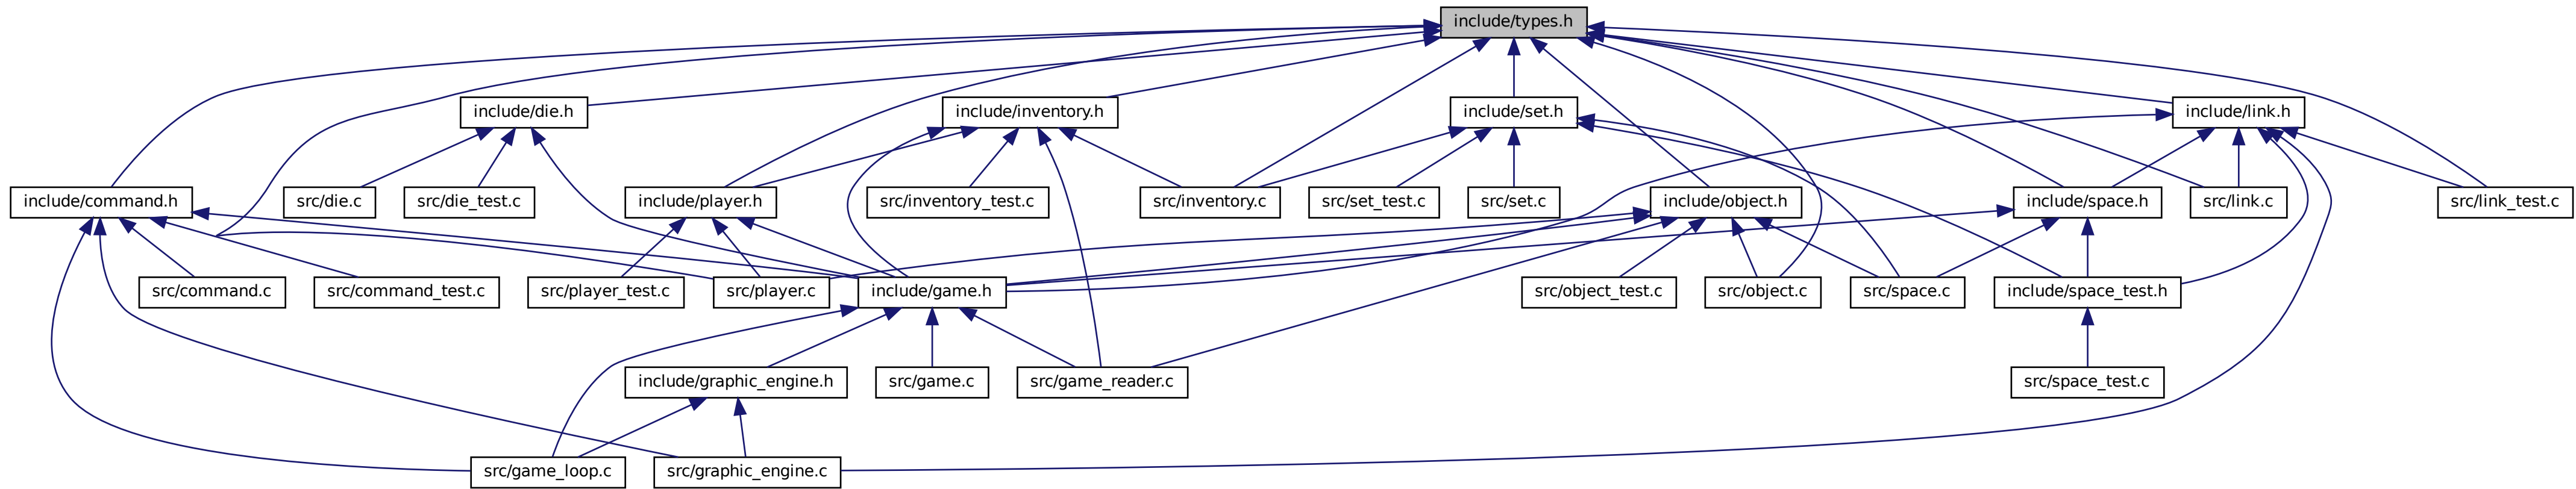 include/types.h
include/die.h
include/inventory.h
include/set.h
include/link.h
include/command.h
src/die.c
src/die_test.c
include/player.h
src/inventory_test.c
src/inventory.c
src/set_test.c
src/set.c
include/object.h
include/space.h
src/link.c
src/link_test.c
src/command.c
src/command_test.c
src/player_test.c
src/player.c
include/game.h
src/object_test.c
src/object.c
src/space.c
include/space_test.h
include/graphic_engine.h
src/game.c
src/game_reader.c
src/space_test.c
src/game_loop.c
src/graphic_engine.c